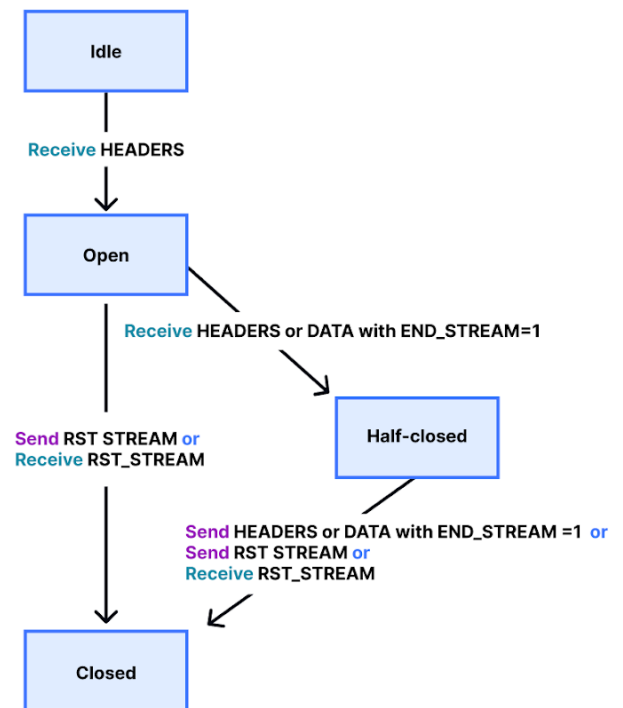 Idle
Receive HEADERS
Open
Receive HEADERS or DATA with END_STREAM=1
Half-closed
Send RST STREAM or
Receive RST_STREAM
Send HEADERS or DATA with END_STREAM =1 or
Send RST STREAM or
Receive RST_STREAM
Closed